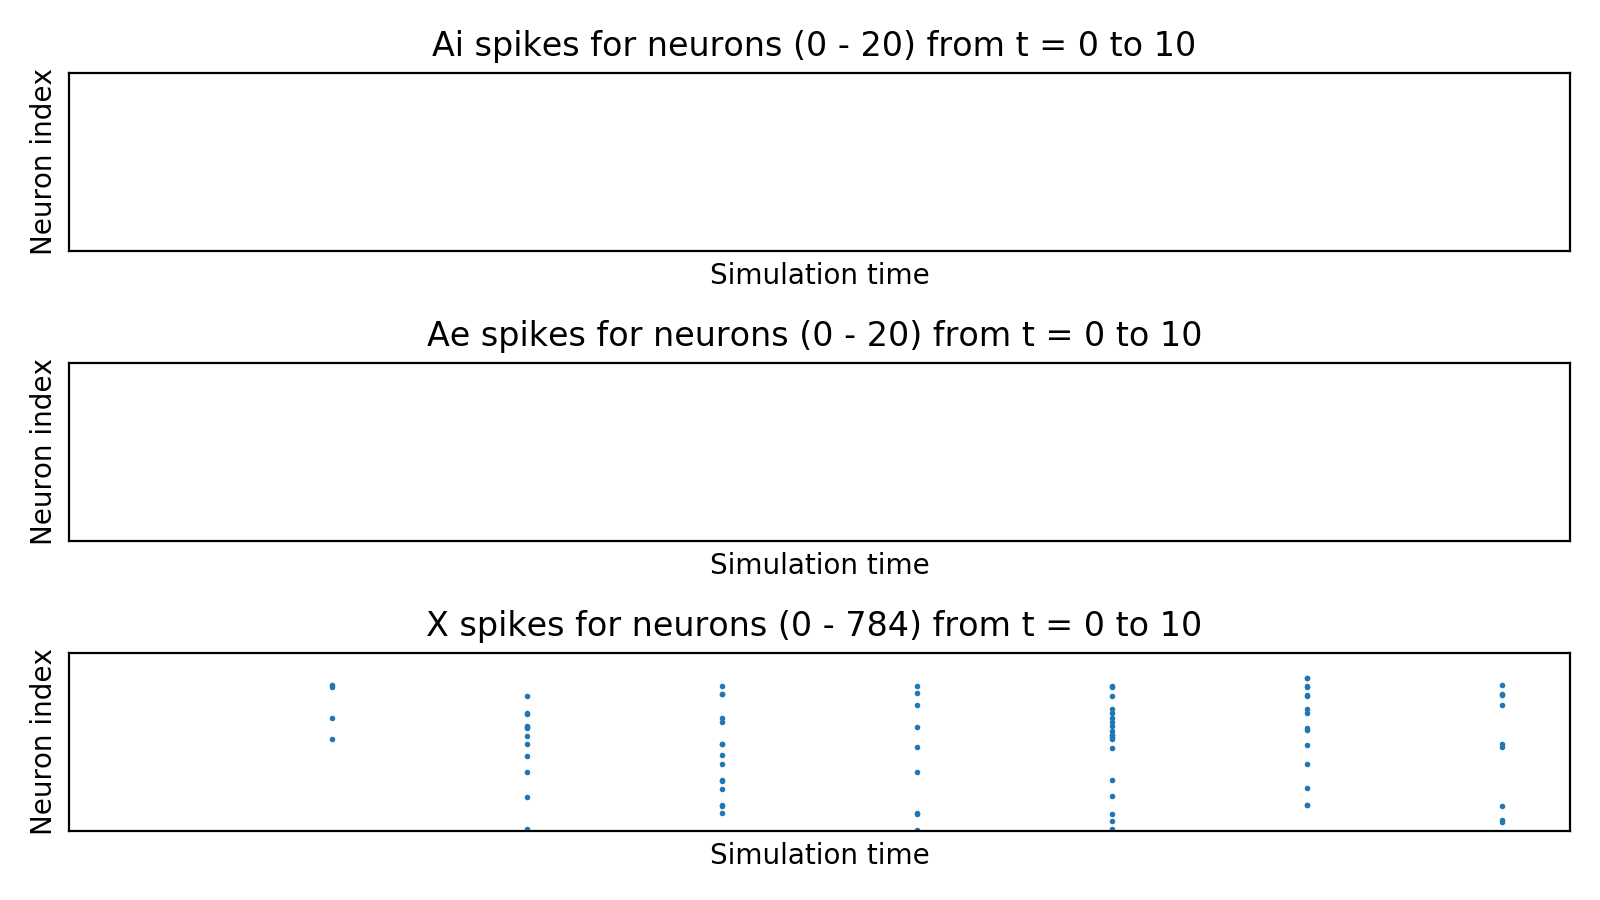 Ai spikes for neurons (0 - 20) from t = 0 to 10
Neuron index
Simulation time
Ae spikes for neurons (0 - 20) from t = 0 to 10
Neuron index
Simulation time
X spikes for neurons (0 - 784) from t = 0 to 10
Neuron index
Simulation time